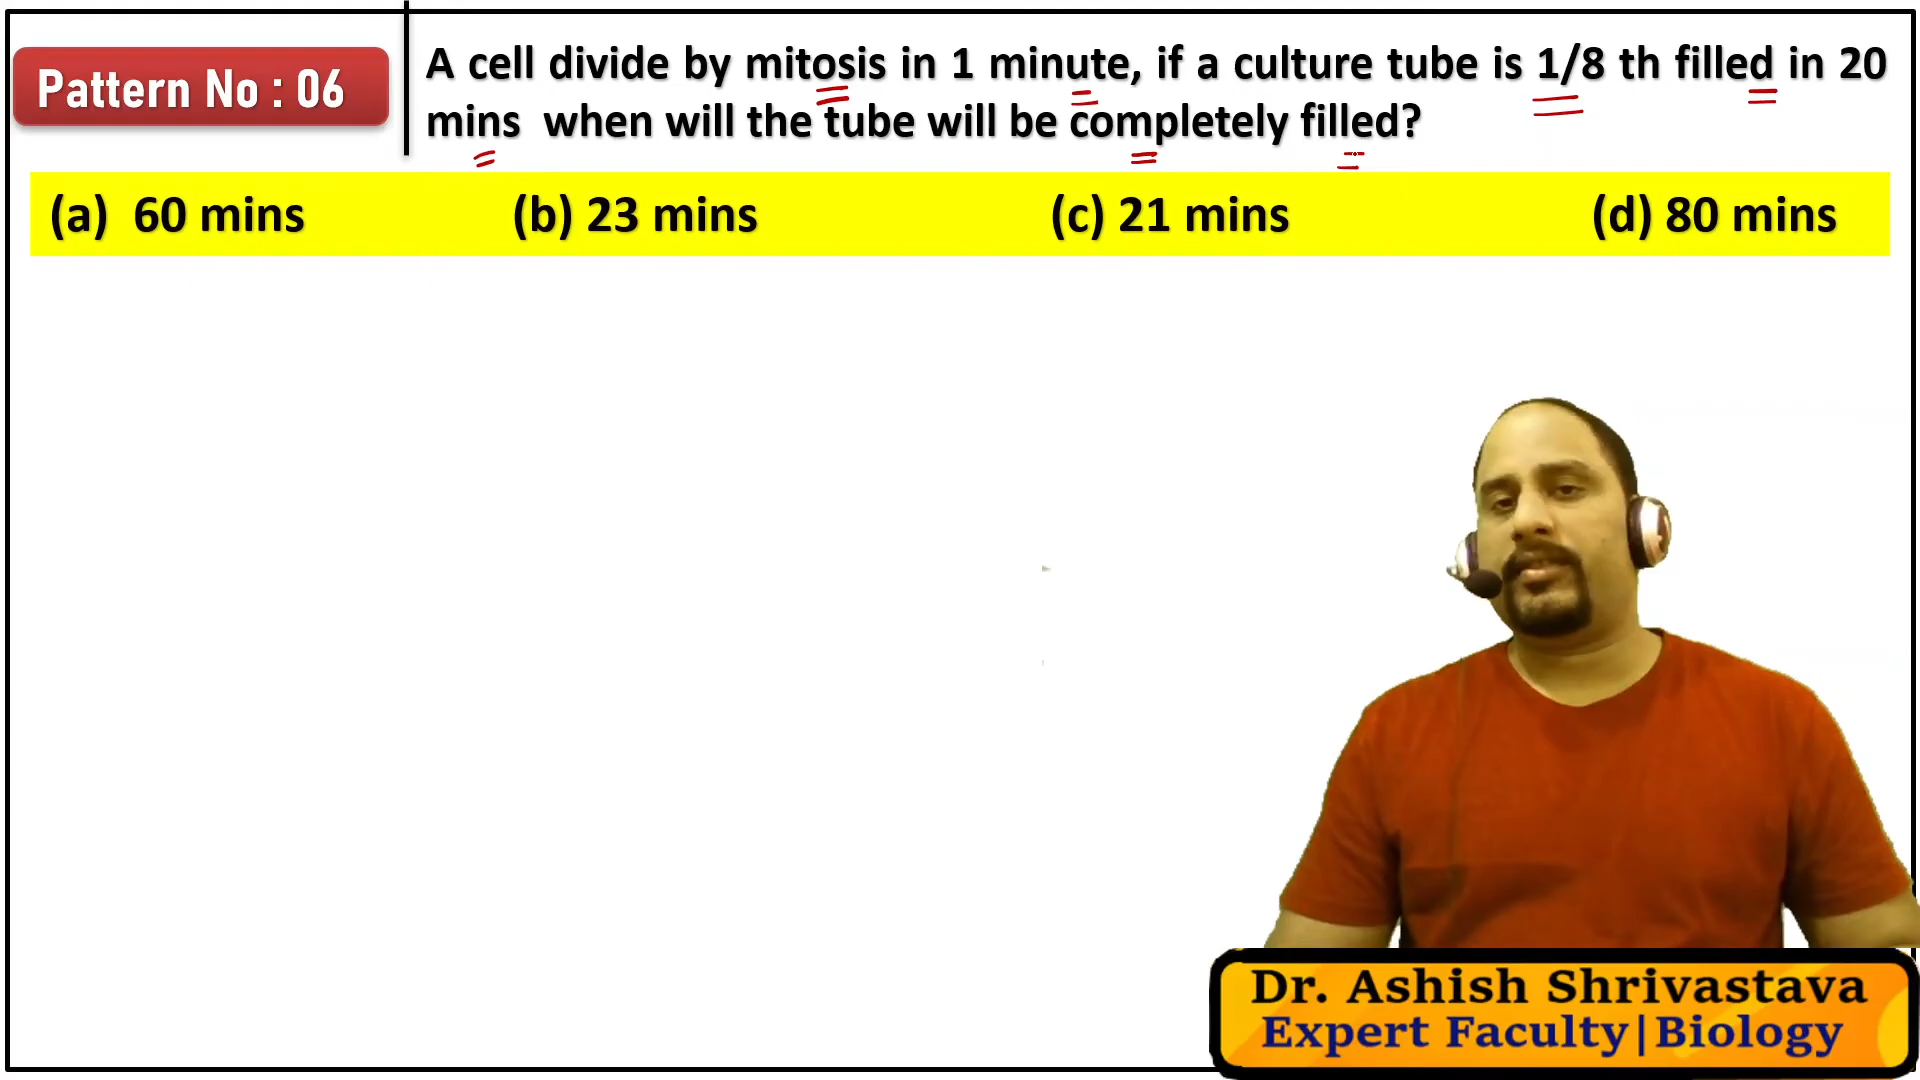 Pattern No : 06
A cell divide by mitosis in 1 minute, if a culture tube is 1/8 th filled in 20
mins when will the tube will be completely filled?
(a) 60 mins (b) 23 mins (c) 21 mins (d) 80 mins
Dr. Ashish Shrivastava
Expert Faculty|Biology